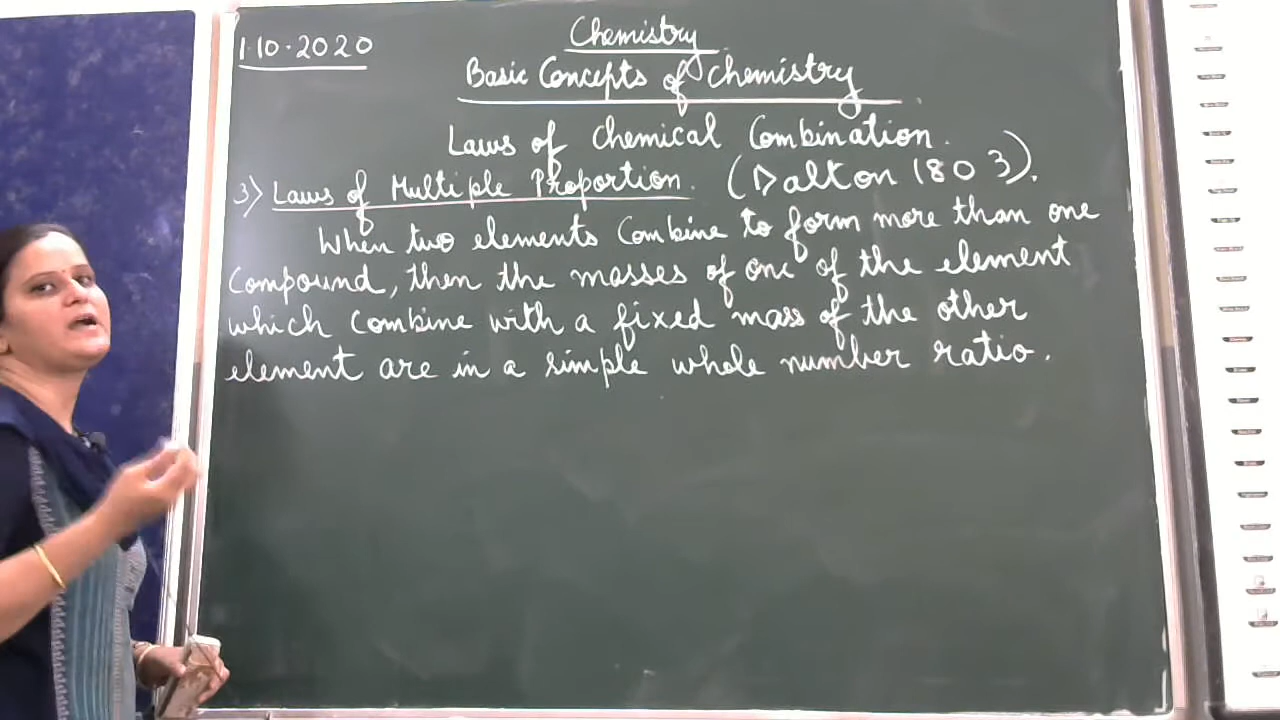 1.10.2020
Chemistry
Basic Concepts of Chemistry
Laws of Chemical Combination.
3) Laws of Multiple Proportion. (Dalton 1803).
When two elements combine to form more than one
compound, then the masses of one of the element
which combine with a fixed mass of the other
element are in a simple whole number ratio.